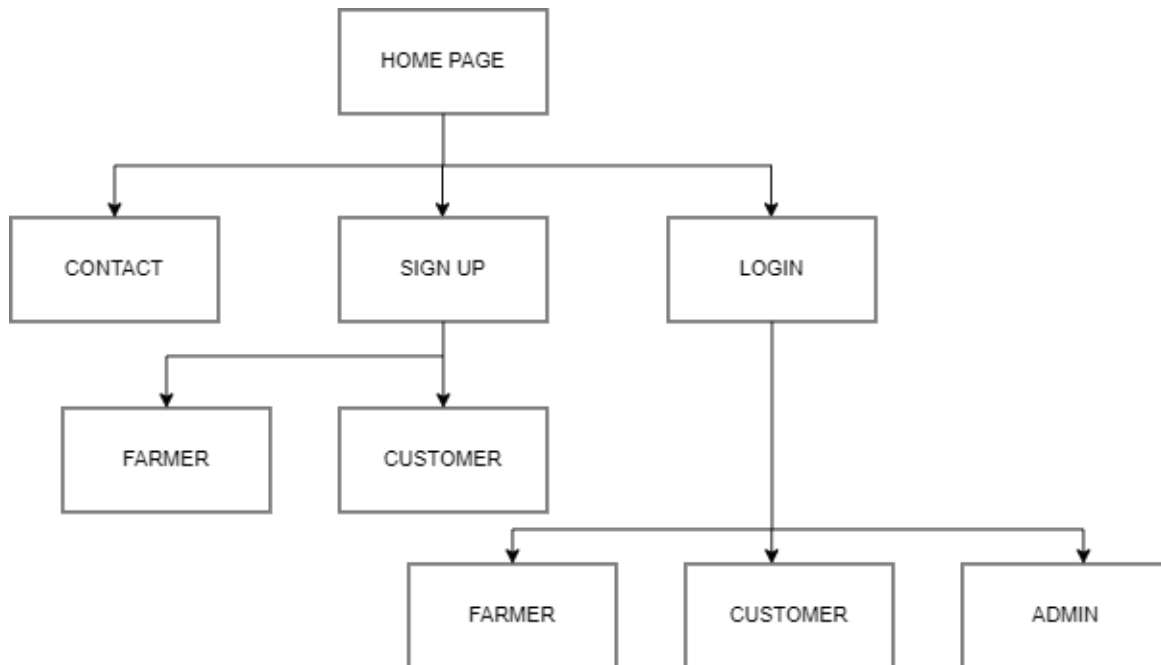 HOME PAGE
CONTACT
SIGN UP
LOGIN
FARMER
CUSTOMER
FARMER
CUSTOMER
ADMIN